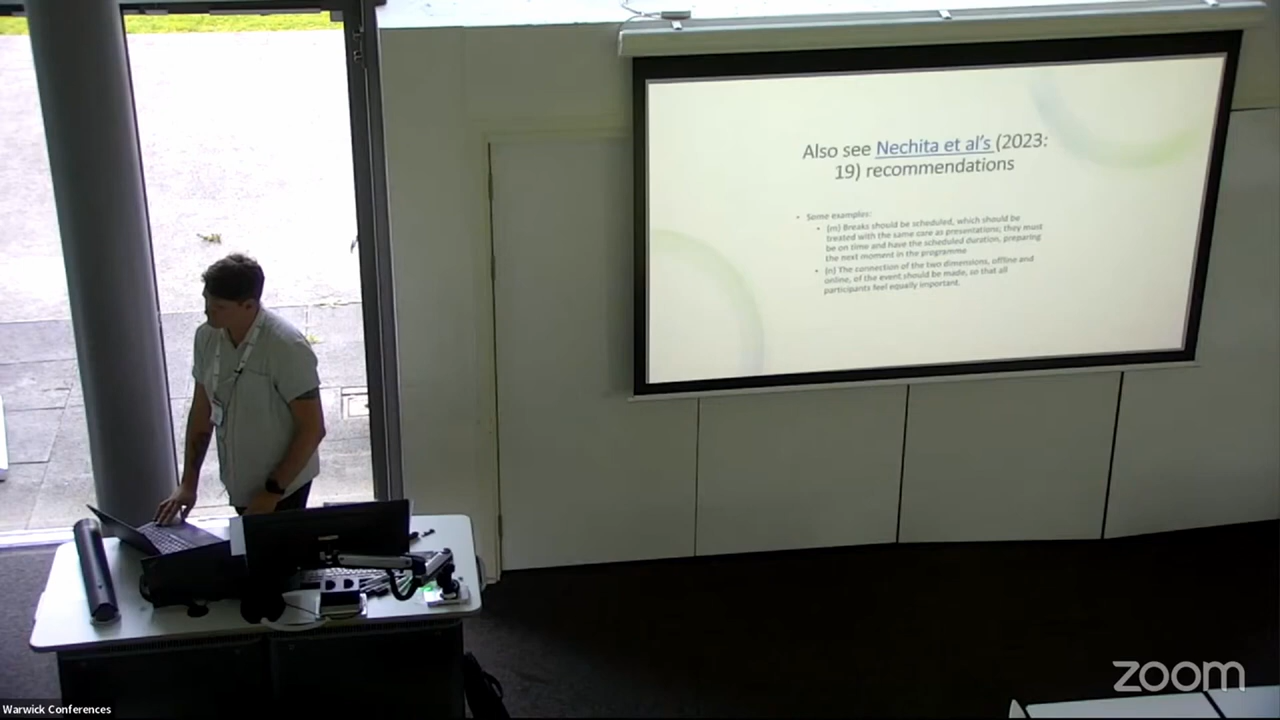 Also see Nechita et al's (2023:
19) recommendations
• Some examples:
• (m) Breaks should be scheduled, which should be
treated with the same care as presentations; they must
be on time and have the scheduled duration, preparing
the next moment in the programme
• (n) The connection of the two dimensions, offline and
online, of the event should be made, so that all
participants feel equally important.
zoom
Warwick Conferences